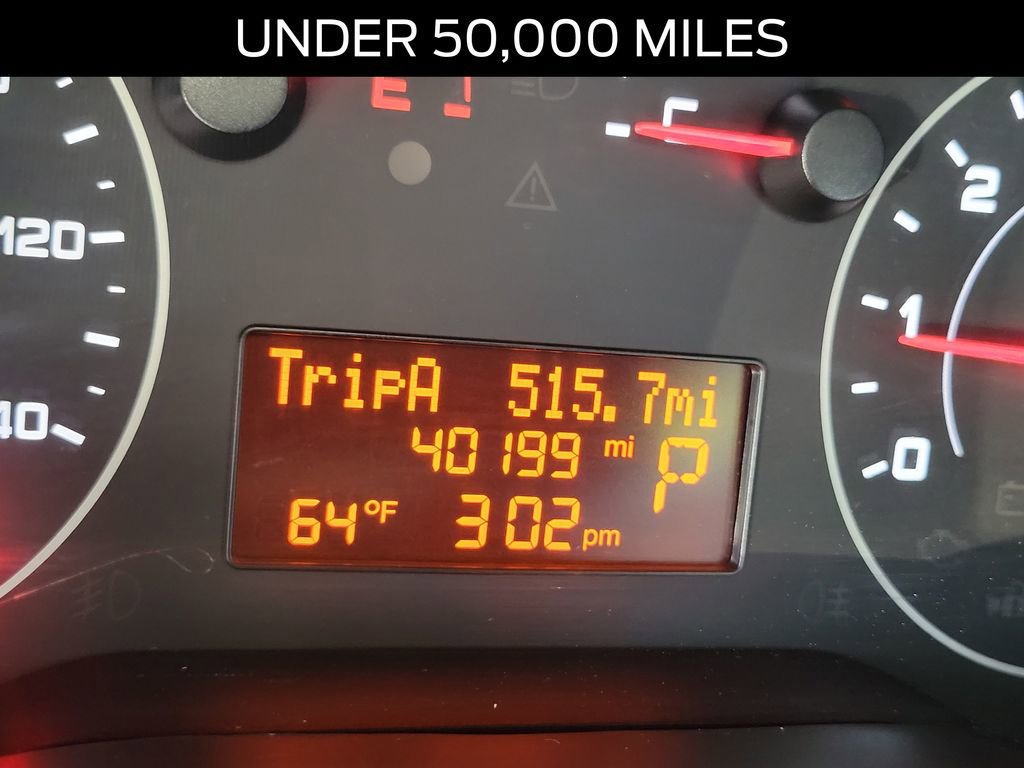 UNDER 50,000 MILES
E
120
2
1
TripA 515.7mi
40199 mi P
64°F 302pm
40
0